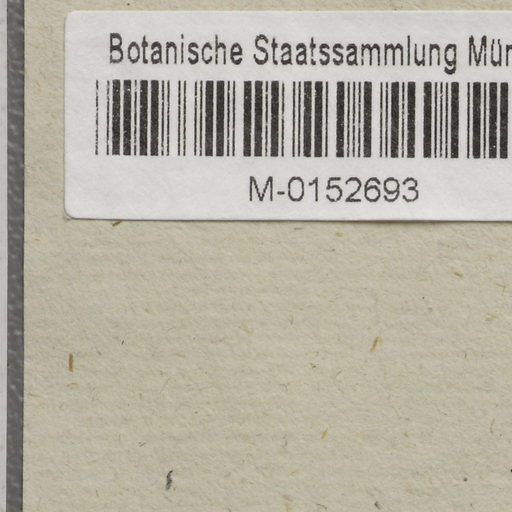 Botanische Staatssammlung Mün
M-0152693